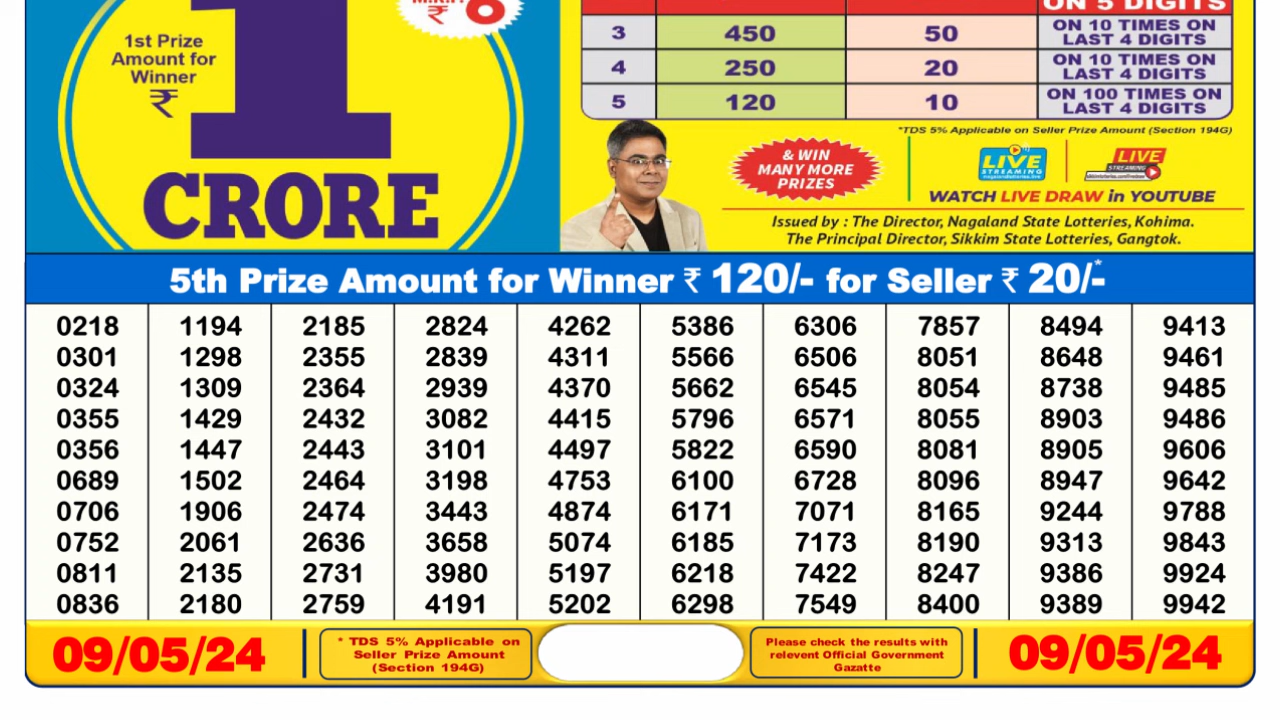 M.R.P. ₹ 6
1st Prize
Amount for
Winner
₹
1
CRORE
ON 5 DIGITS
3 450 50 ON 10 TIMES ON LAST 4 DIGITS
4 250 20 ON 10 TIMES ON LAST 4 DIGITS
5 120 10 ON 100 TIMES ON LAST 4 DIGITS
*TDS 5% Applicable on Seller Prize Amount (Section 194G)
& WIN
MANY MORE
PRIZES
LIVE
STREAMING
LIVE
STREAMING
WATCH LIVE DRAW in YOUTUBE
Issued by : The Director, Nagaland State Lotteries, Kohima.
The Principal Director, Sikkim State Lotteries, Gangtok.
5th Prize Amount for Winner ₹ 120/- for Seller ₹ 20/-*
0218 1194 2185 2824 4262 5386 6306 7857 8494 9413
0301 1298 2355 2839 4311 5566 6506 8051 8648 9461
0324 1309 2364 2939 4370 5662 6545 8054 8738 9485
0355 1429 2432 3082 4415 5796 6571 8055 8903 9486
0356 1447 2443 3101 4497 5822 6590 8081 8905 9606
0689 1502 2464 3198 4753 6100 6728 8096 8947 9642
0706 1906 2474 3443 4874 6171 7071 8165 9244 9788
0752 2061 2636 3658 5074 6185 7173 8190 9313 9843
0811 2135 2731 3980 5197 6218 7422 8247 9386 9924
0836 2180 2759 4191 5202 6298 7549 8400 9389 9942
09/05/24
* TDS 5% Applicable on
Seller Prize Amount
(Section 194G)
Please check the results with
relevent Official Government
Gazatte
09/05/24